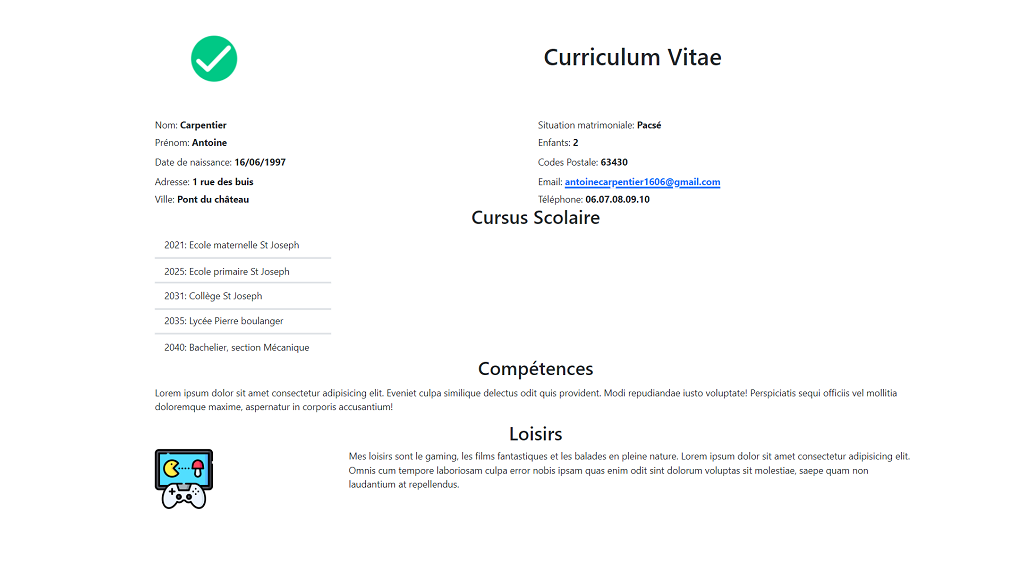 Curriculum Vitae
Nom: Carpentier
Prénom: Antoine
Date de naissance: 16/06/1997
Adresse: 1 rue des buis
Ville: Pont du château
Situation matrimoniale: Pacsé
Enfants: 2
Codes Postale: 63430
Email: antoinecarpentier1606@gmail.com
Téléphone: 06.07.08.09.10
Cursus Scolaire
2021: Ecole maternelle St Joseph
2025: Ecole primaire St Joseph
2031: Collège St Joseph
2035: Lycée Pierre boulanger
2040: Bachelier, section Mécanique
Compétences
Lorem ipsum dolor sit amet consectetur adipisicing elit. Eveniet culpa similique delectus odit quis provident. Modi repudiandae iusto voluptate! Perspiciatis sequi officiis vel mollitia
doloremque maxime, aspernatur in corporis accusantium!
Loisirs
Mes loisirs sont le gaming, les films fantastiques et les balades en pleine nature. Lorem ipsum dolor sit amet consectetur adipisicing elit.
Omnis cum tempore laboriosam culpa error nobis ipsam quas enim odit sint dolorum voluptas sit molestiae, saepe quam non
laudantium at repellendus.